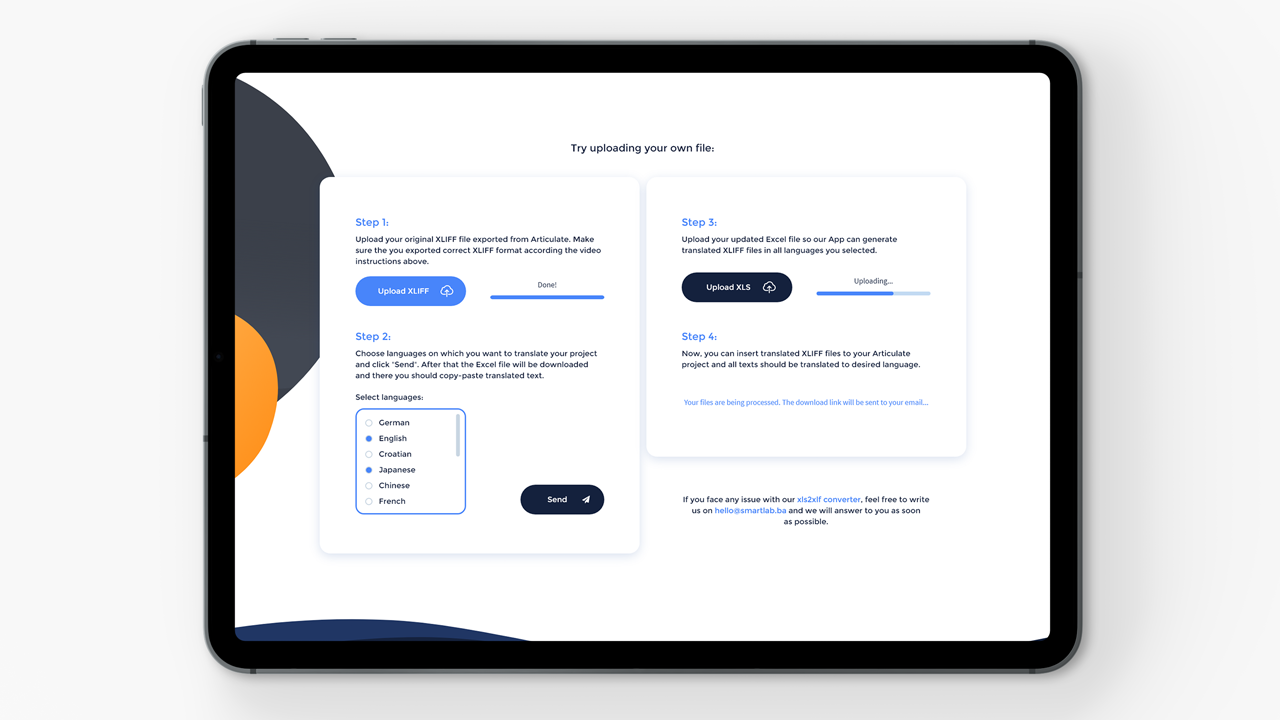 Try uploading your own file:
Step 1:
Upload your original XLIFF file exported from Articulate. Make
sure the you exported correct XLIFF format according the video
instructions above.
Upload XLIFF
Done!
Step 2:
Choose languages on which you want to translate your project
and click "Send". After that the Excel file will be downloaded
and there you should copy-paste translated text.
Select languages:
German
English
Croatian
Japanese
Chinese
French
Send
Step 3:
Upload your updated Excel file so our App can generate
translated XLIFF files in all languages you selected.
Upload XLS
Uploading...
Step 4:
Now, you can insert translated XLIFF files to your Articulate
project and all texts should be translated to desired language.
Your files are being processed. The download link will be sent to your email...
If you face any issue with our xls2xlf converter, feel free to write
us on hello@smartlab.ba and we will answer to you as soon
as possible.